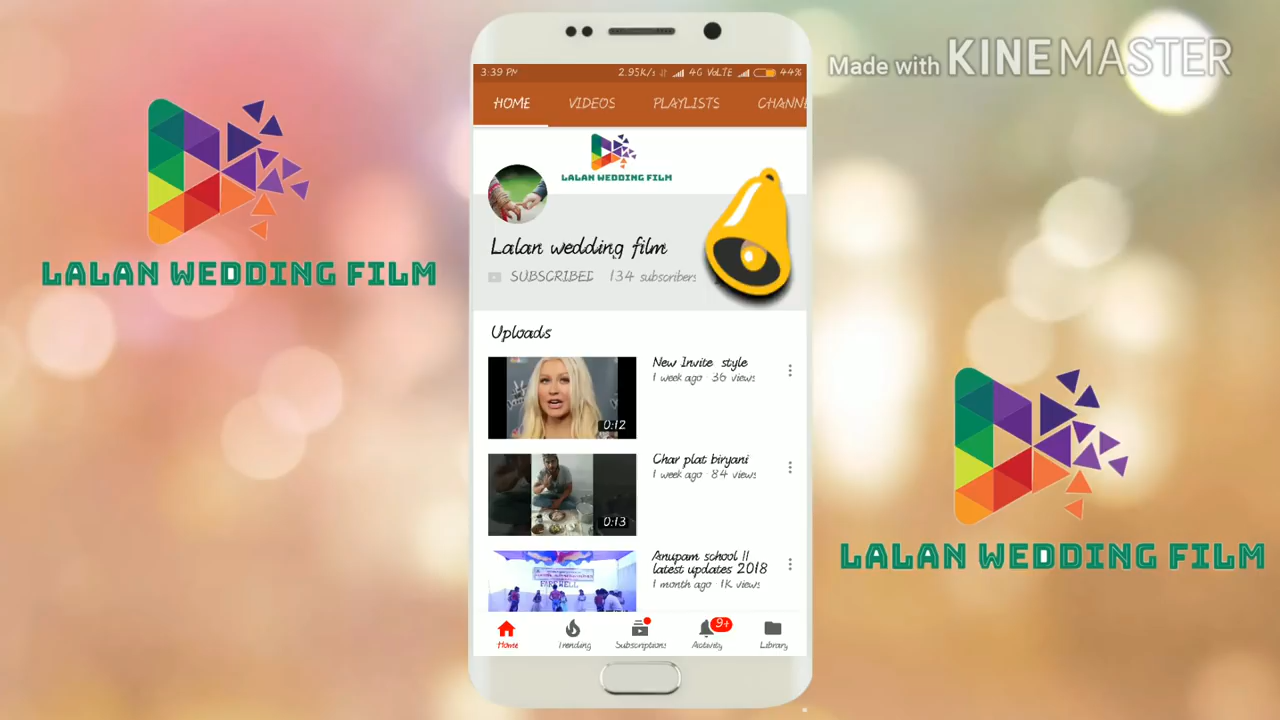 Made with KINEMASTER
3:39 PM 2.95K/s 4G VoLTE 44%
HOME VIDEOS PLAYLISTS CHANNE
LALAN WEDDING FILM
LALAN WEDDING FILM
Lalan wedding film
SUBSCRIBED 134 subscribers
Uploads
New Invite style
1 week ago 36 views
0:12
Char plat biryani
1 week ago 84 views
0:13
Anupam school !!
latest updates 2018
1 month ago 1K views
FAREWELL
Home Trending Subscriptions Activity 9+ Library
LALAN WEDDING FILM